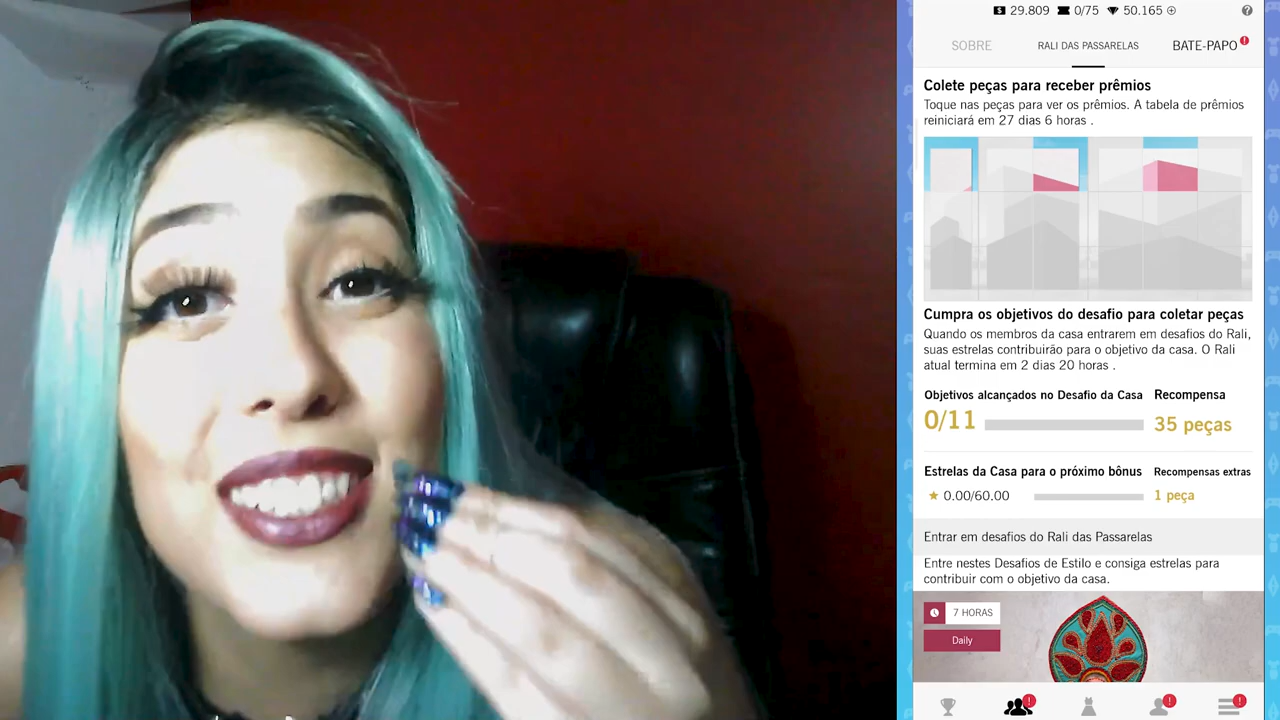 29.809 0/75 50.165
SOBRE RALI DAS PASSARELAS BATE-PAPO
Colete peças para receber prêmios
Toque nas peças para ver os prêmios. A tabela de prêmios
reiniciará em 27 dias 6 horas .
Cumpra os objetivos do desafio para coletar peças
Quando os membros da casa entrarem em desafios do Rali,
suas estrelas contribuirão para o objetivo da casa. O Rali
atual termina em 2 dias 20 horas .
Objetivos alcançados no Desafio da Casa Recompensa
0/11 35 peças
Estrelas da Casa para o próximo bônus Recompensas extras
0.00/60.00 1 peça
Entrar em desafios do Rali das Passarelas
Entre nestes Desafios de Estilo e consiga estrelas para
contribuir com o objetivo da casa.
7 HORAS
Daily